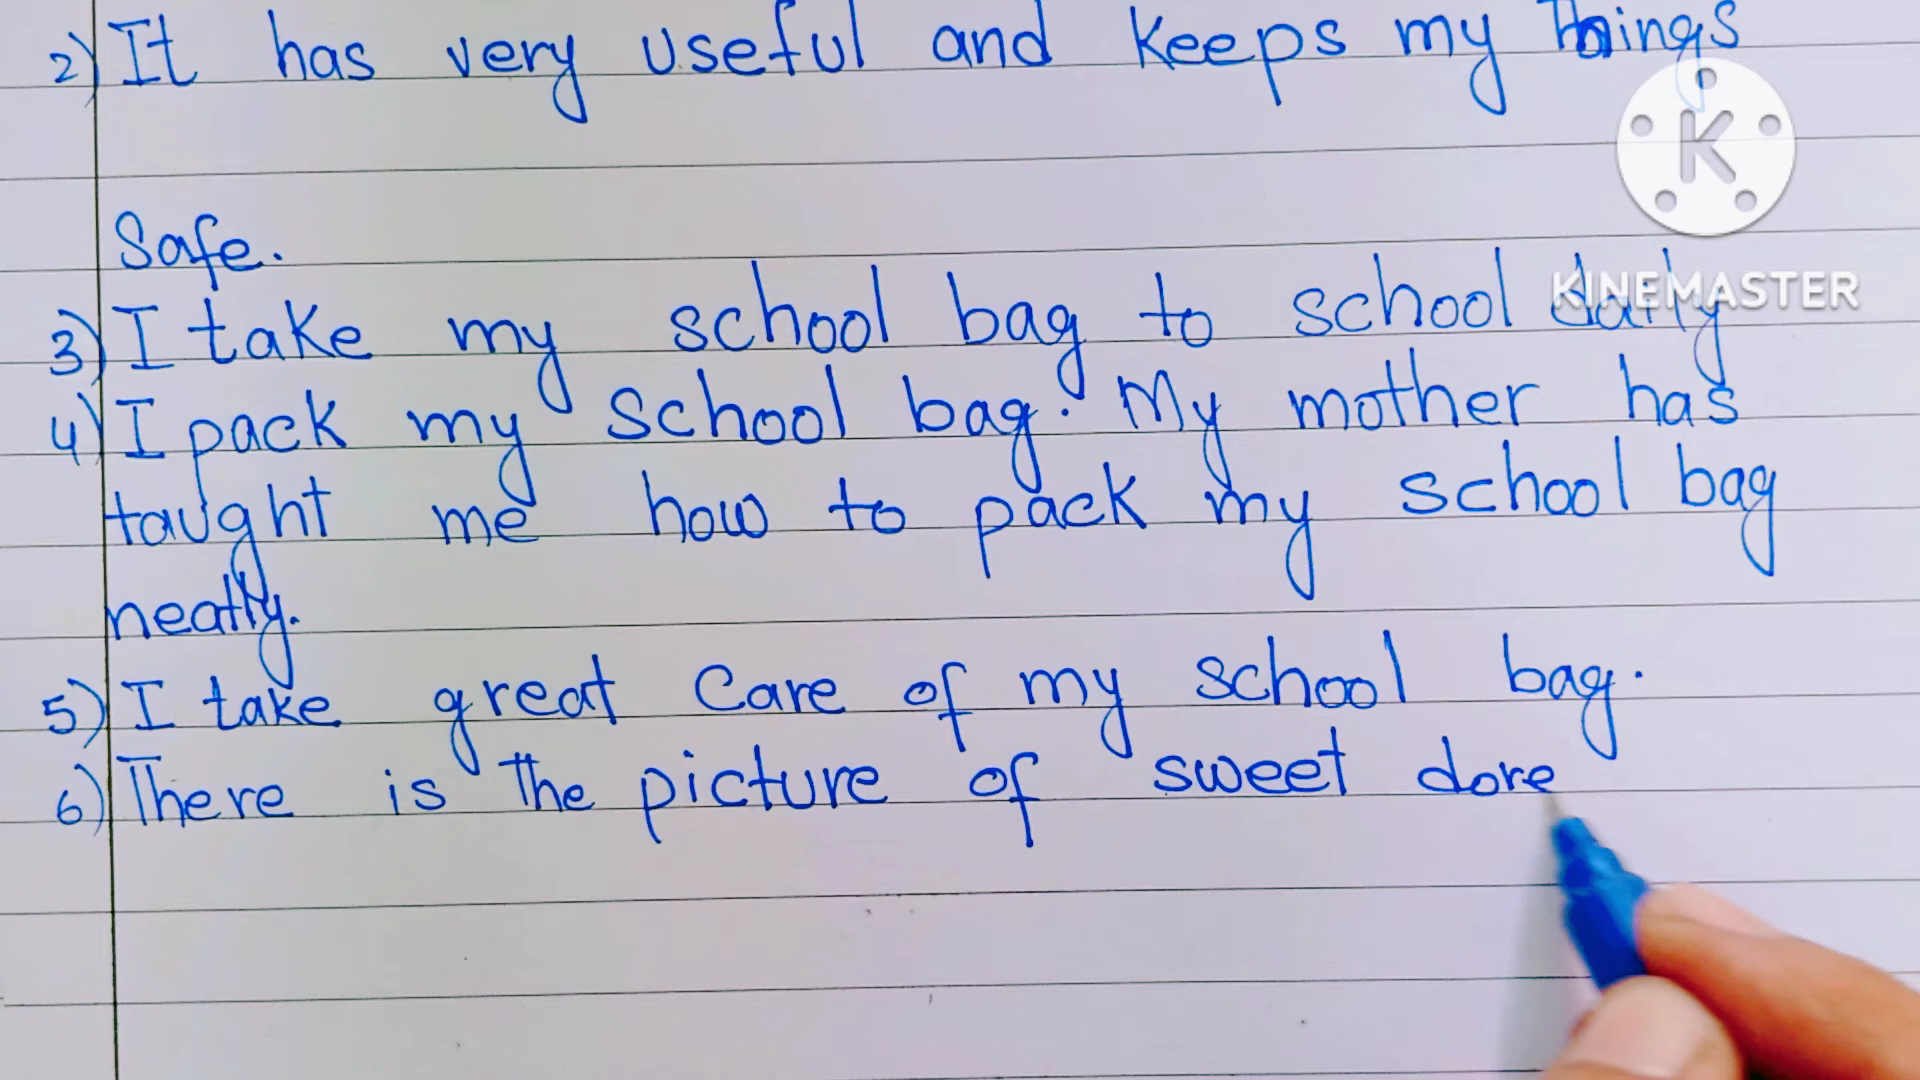 2) It has very useful and keeps my Things
Safe.
3) I take my school bag to school daily
4) I pack my school bag. My mother has
taught me how to pack my school bag
neatly.
5) I take great care of my school bag.
6) There is the picture of sweet dore
K
KINEMASTER